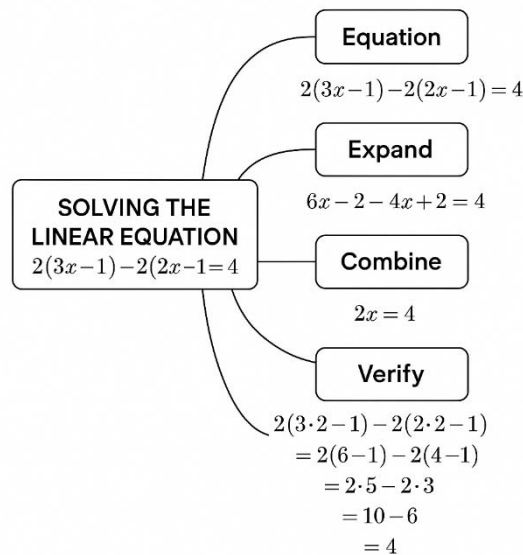 SOLVING THE
LINEAR EQUATION
2(3x−1)−2(2x−1=4
Equation
2(3x−1)−2(2x−1)=4
Expand
6x−2−4x+2=4
Combine
2x=4
Verify
2(3·2−1)−2(2·2−1)
=2(6−1)−2(4−1)
=2·5−2·3
=10−6
=4